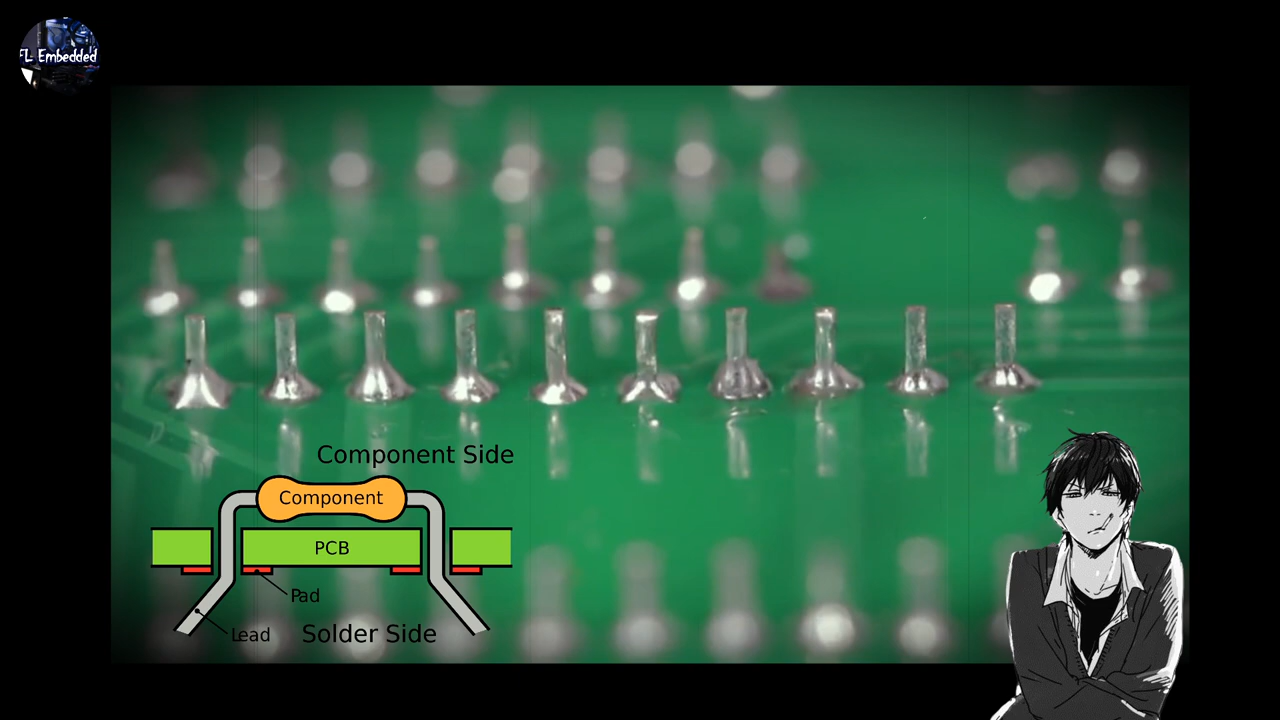 FL Embedded
Component Side
Component
PCB
Pad
Lead
Solder Side